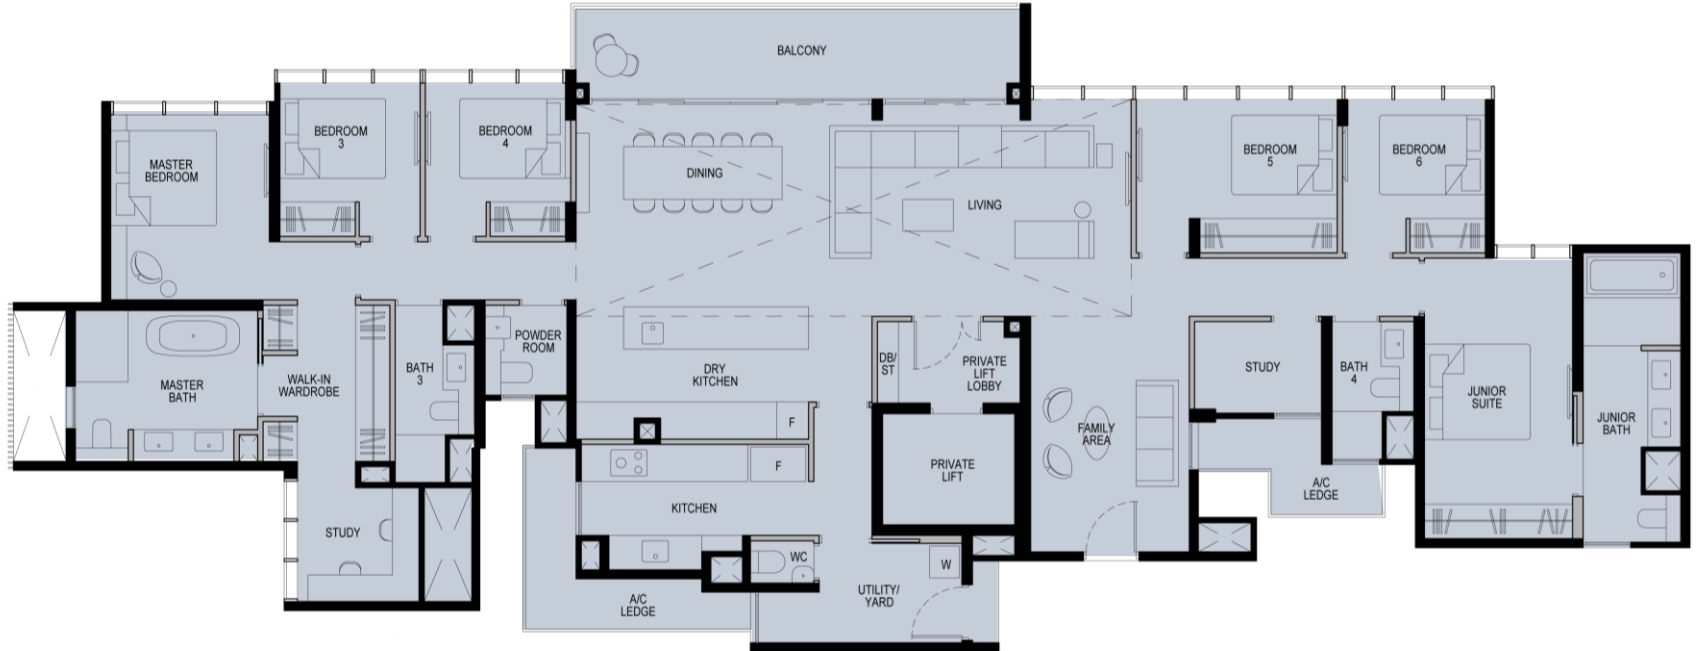 BALCONY
BEDROOM
3
BEDROOM
4
MASTER
BEDROOM
DINING
LIVING
BEDROOM
5
BEDROOM
6
POWDER
ROOM
BATH
3
WALK-IN
WARDROBE
MASTER
BATH
DRY
KITCHEN
F
DB/
ST
PRIVATE
LIFT
LOBBY
STUDY
BATH
4
JUNIOR
SUITE
JUNIOR
BATH
FAMILY
AREA
PRIVATE
LIFT
F
KITCHEN
A/C
LEDGE
STUDY
WC
W
UTILITY/
YARD
A/C
LEDGE